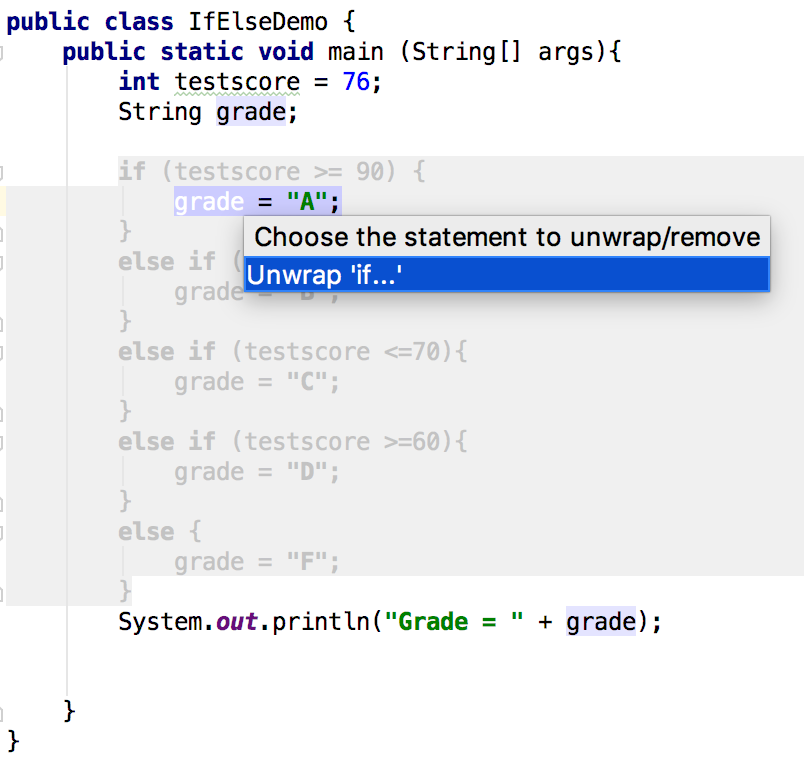 public class IfElseDemo {
public static void main (String[] args){
int testscore = 76;
String grade;
if (testscore >= 90) {
grade = "A";
}
Choose the statement to unwrap/remove
else if (
Unwrap 'if...'
grade = "B";
}
else if (testscore <=70){
grade = "C";
}
else if (testscore >=60){
grade = "D";
}
else {
grade = "F";
}
System.out.println("Grade = " + grade);
}
}